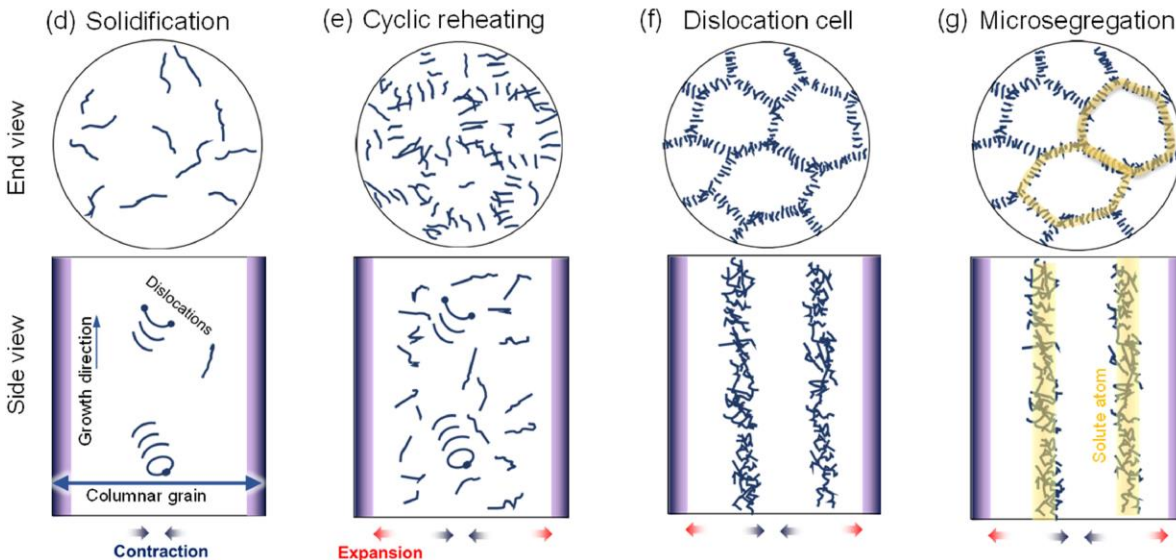 (d) Solidification
(e) Cyclic reheating
(f) Dislocation cell
(g) Microsegregation
End view
Side view
Dislocations
Growth direction
Columnar grain
Solute atom
Contraction
Expansion